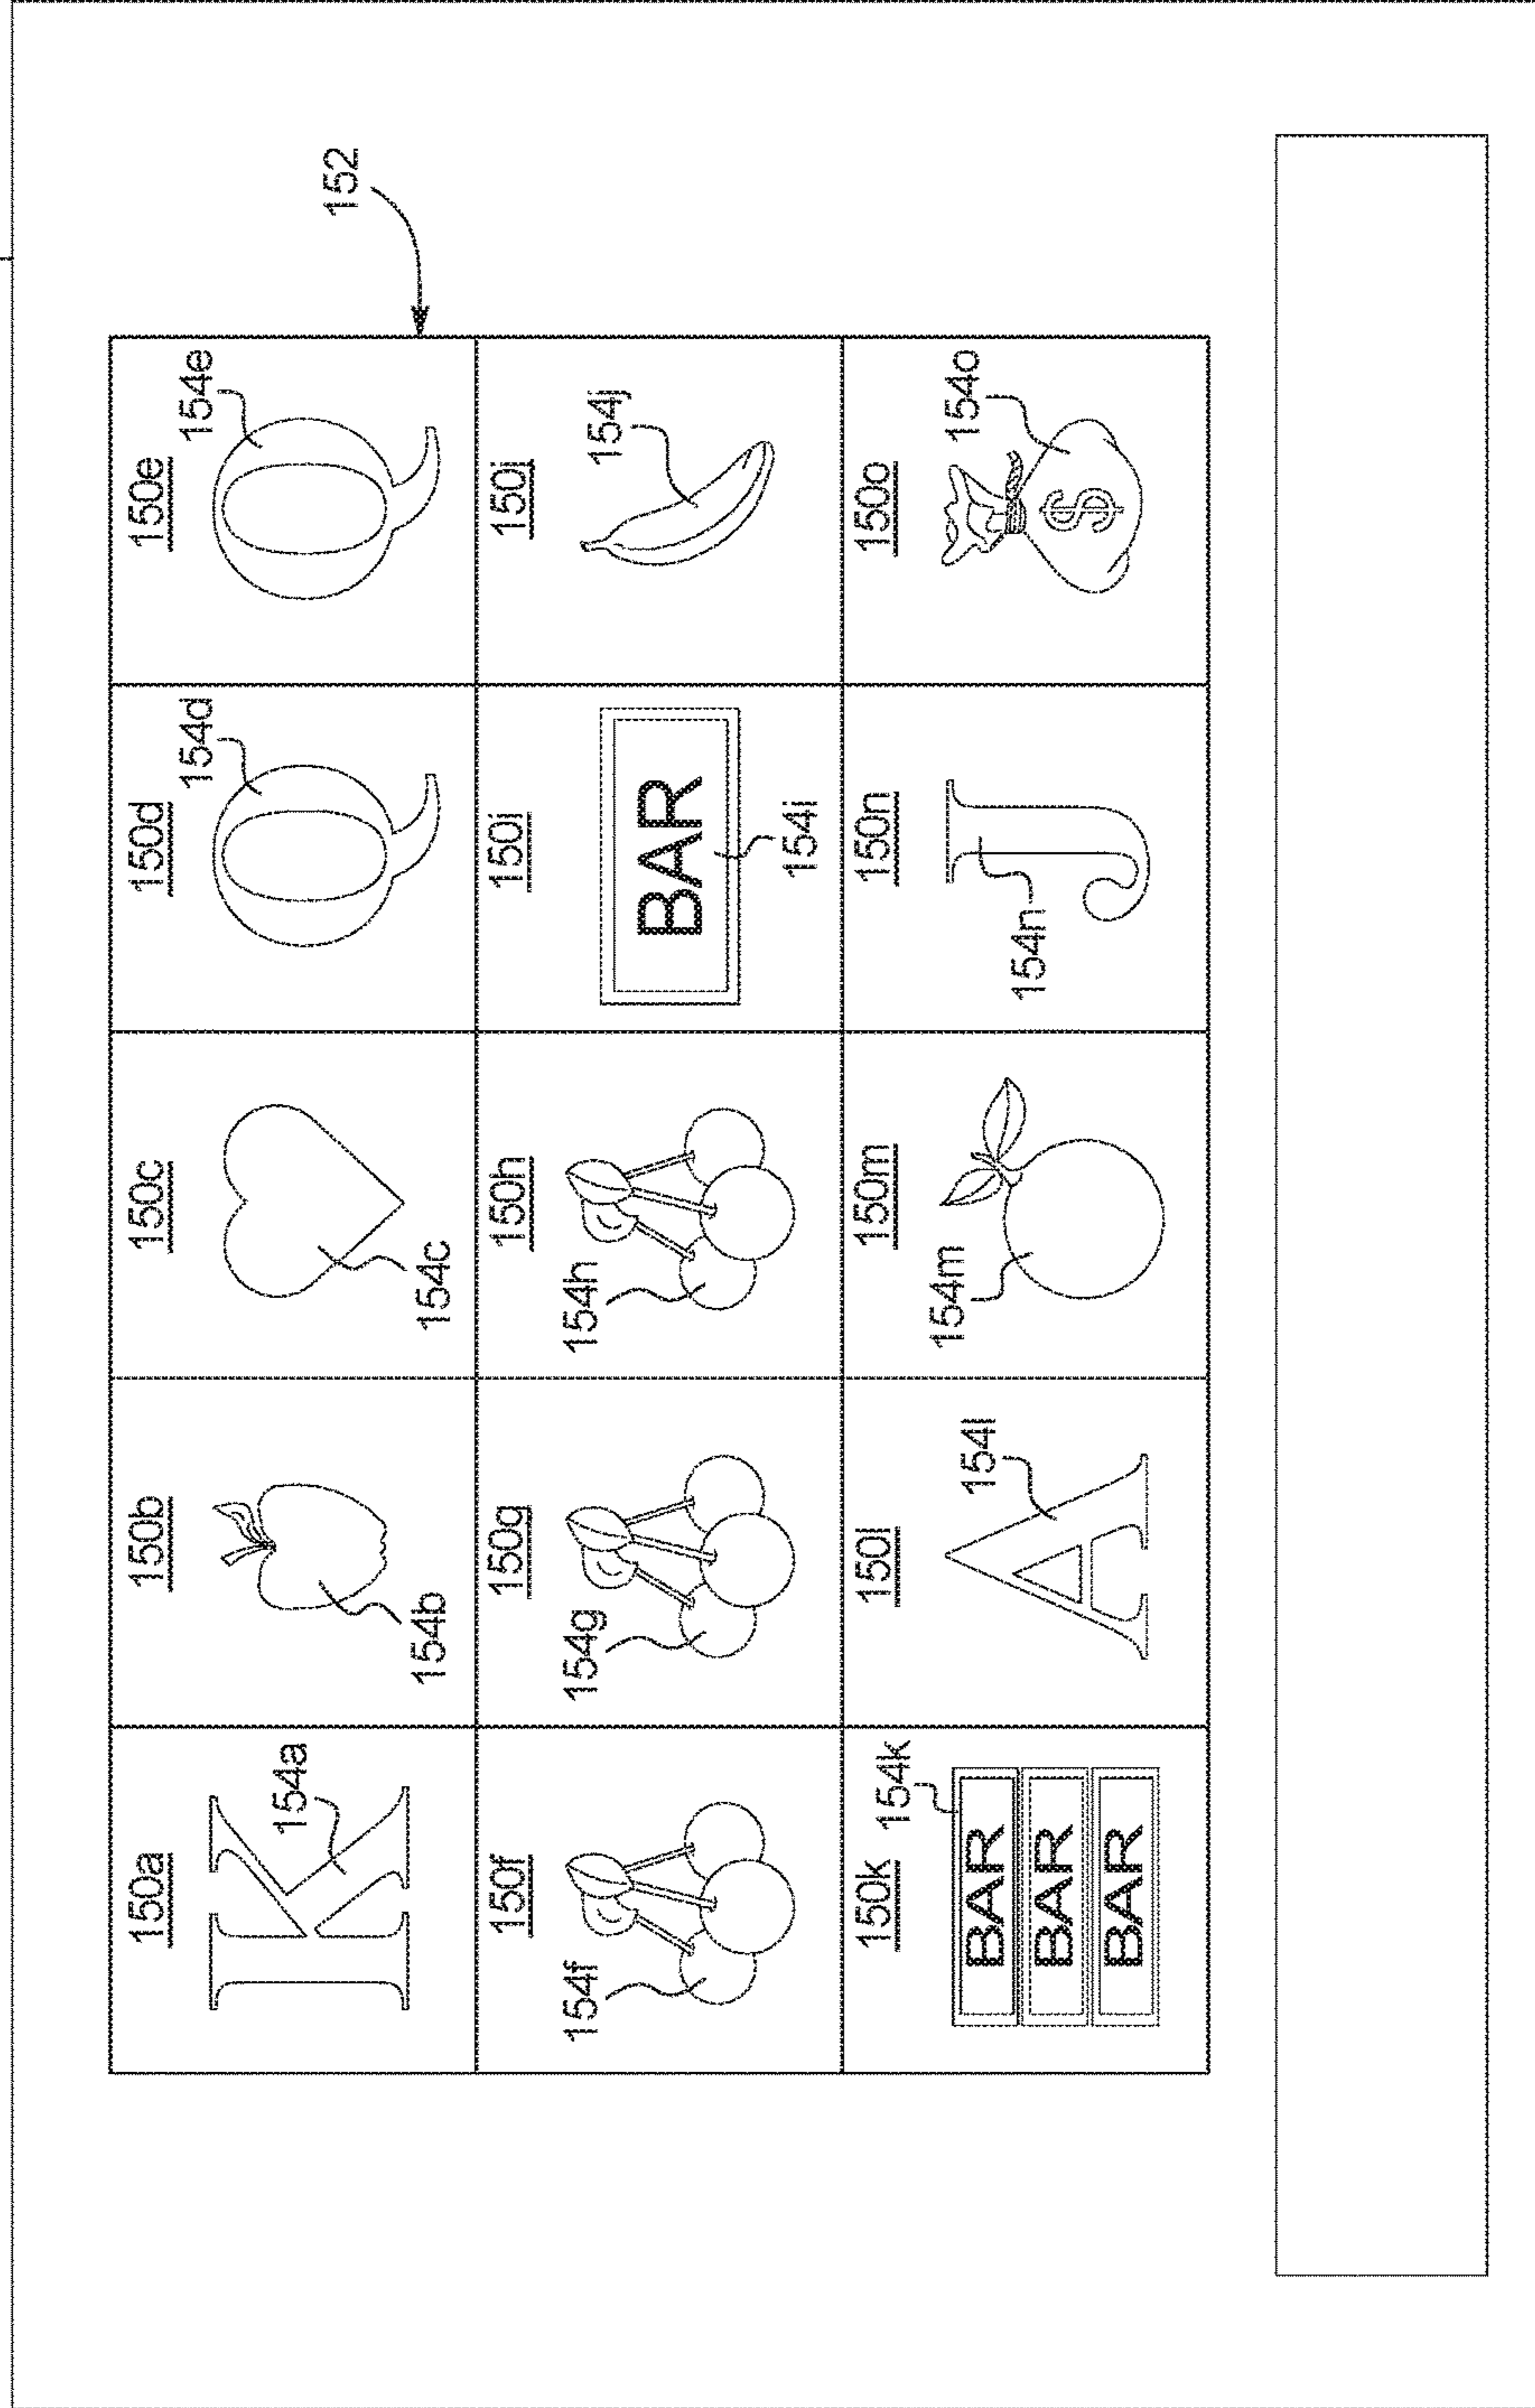 152
150a 150b 150c 150d 150e
K 154a 154b 154c Q 154d Q 154e
150f 150g 150h 150i 150j
154f 154g 154h BAR 154i 154j
150k 150l 150m 150n 150o
154k A 154l 154m J 154n $ 154o
BAR
BAR
BAR